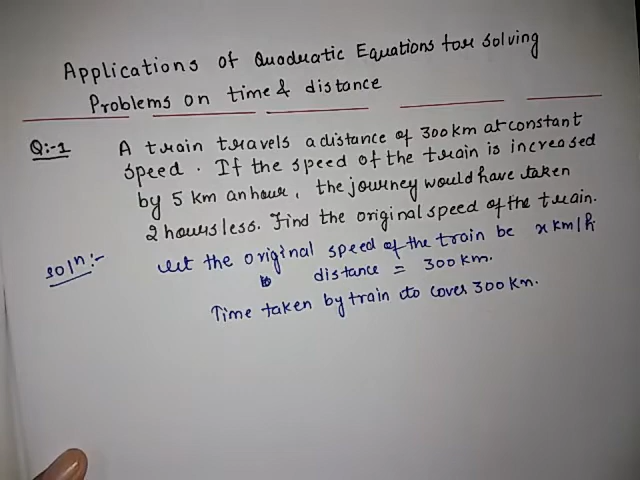 Applications of Quadratic Equations for solving
Problems on time & distance
Q:-1 A train travels a distance of 300 km at constant
speed. If the speed of the train is increased
by 5 km an hour, the journey would have taken
2 hours less. Find the original speed of the train.
Soln:- Let the original speed of the train be x km/h
distance = 300 km.
Time taken by train to cover 300 km.